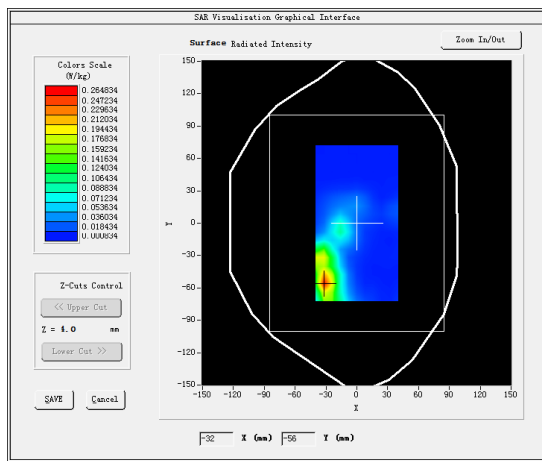 SAR Visualisation Graphical Interface
Surface Radiated Intensity
Zoom In/Out
Colors Scale
(W/kg)
0.264834
0.247234
0.229634
0.212034
0.194434
0.176834
0.159234
0.141634
0.124034
0.106434
0.088834
0.071234
0.053634
0.036034
0.018434
0.000834
Z-Cuts Control
<< Upper Cut
Z = 4.0 mm
Lower Cut >>
SAVE Cancel
150
120
90
60
30
0
-30
-60
-90
-120
-150
Y
-150 -120 -90 -60 -30 0 30 60 90 120 150
X
-32 X (mm) -56 Y (mm)